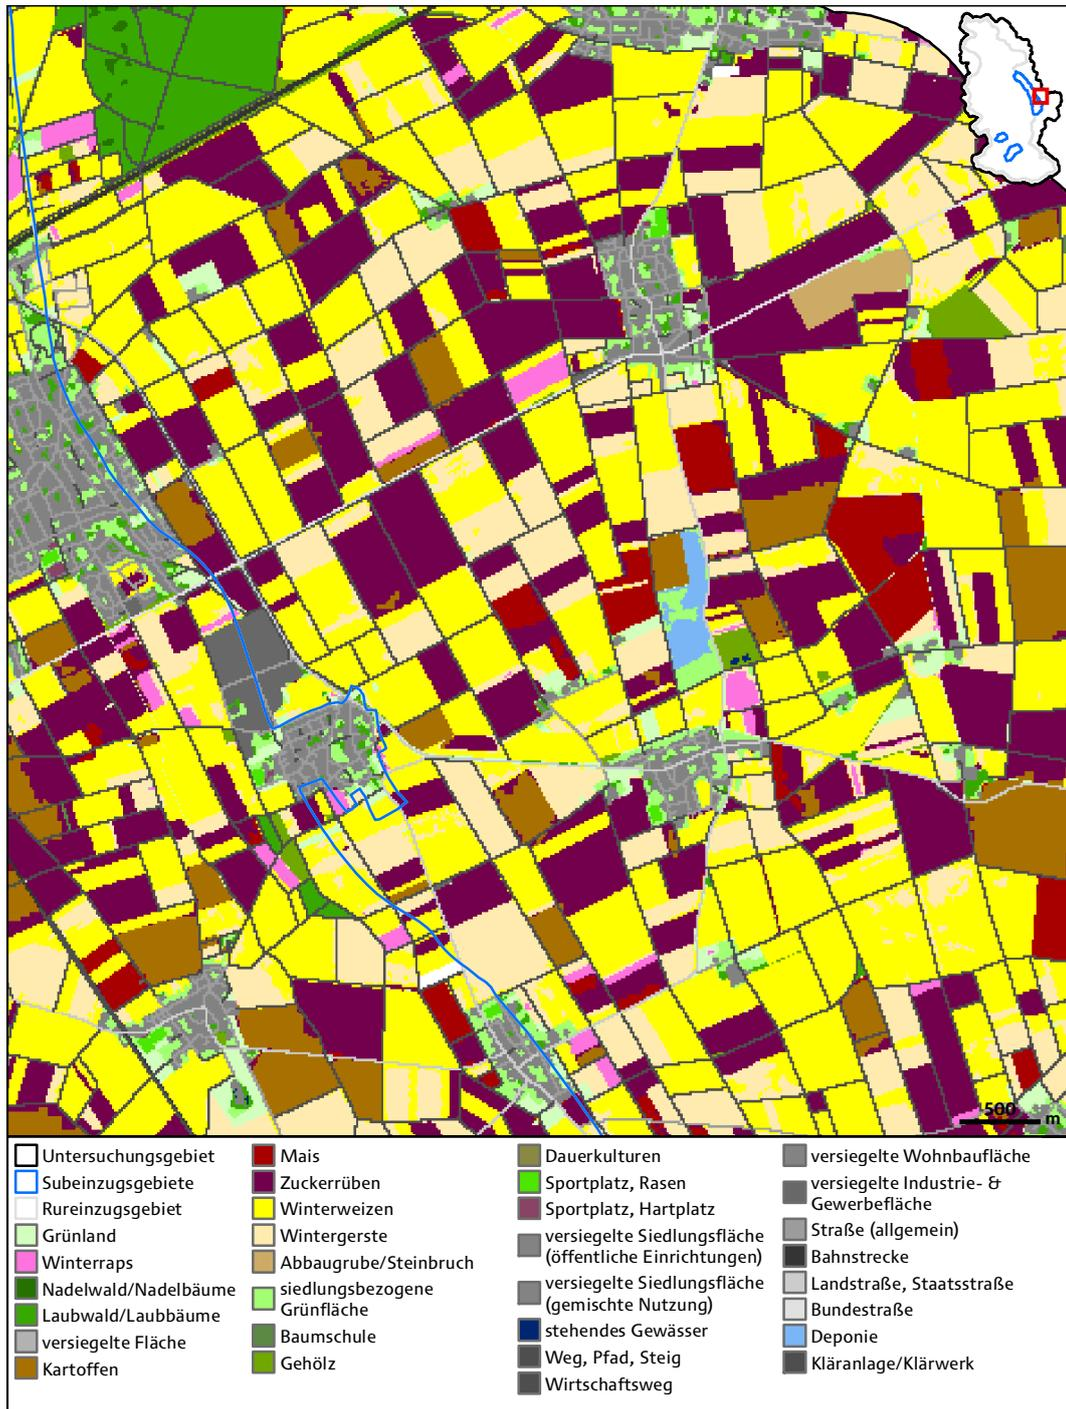 500
m
Untersuchungsgebiet
Subeinzugsgebiete
Rureinzugsgebiet
Grünland
Winterraps
Nadelwald/Nadelbäume
Laubwald/Laubbäume
versiegelte Fläche
Kartoffen
Mais
Zuckerrüben
Winterweizen
Wintergerste
Abbaugrube/Steinbruch
siedlungsbezogene
Grünfläche
Baumschule
Gehölz
Dauerkulturen
Sportplatz, Rasen
Sportplatz, Hartplatz
versiegelte Siedlungsfläche
(öffentliche Einrichtungen)
versiegelte Siedlungsfläche
(gemischte Nutzung)
stehendes Gewässer
Weg, Pfad, Steig
Wirtschaftsweg
versiegelte Wohnbaufläche
versiegelte Industrie- &
Gewerbefläche
Straße (allgemein)
Bahnstrecke
Landstraße, Staatsstraße
Bundestraße
Deponie
Kläranlage/Klärwerk